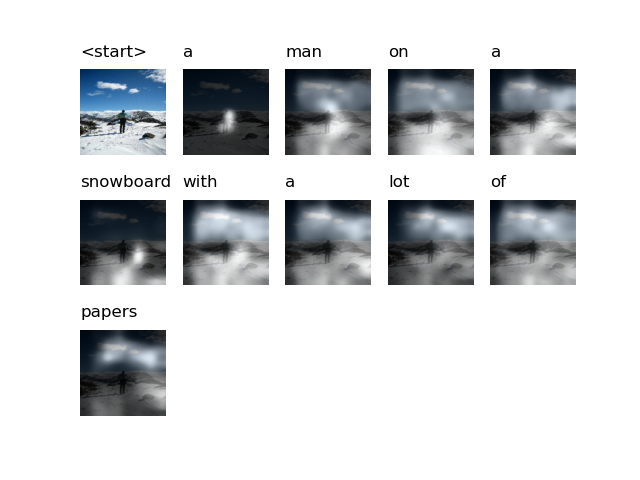 <start> a man on a
snowboard with a lot of
papers